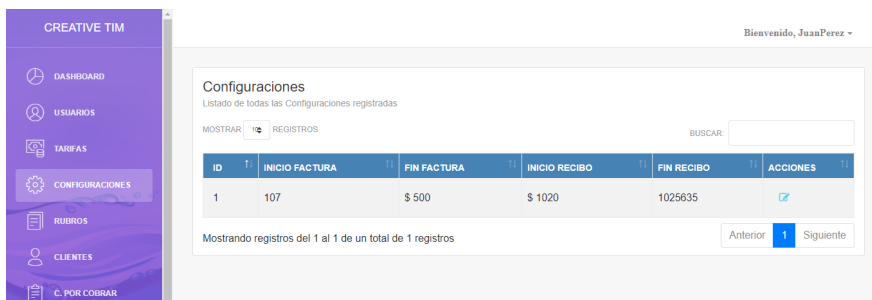 CREATIVE TIM
Bienvenido, JuanPerez
DASHBOARD
USUARIOS
TARIFAS
CONFIGURACIONES
RUBROS
CLIENTES
C. POR COBRAR
Configuraciones
Listado de todas las Configuraciones registradas
MOSTRAR 10 REGISTROS
BUSCAR:
ID INICIO FACTURA FIN FACTURA INICIO RECIBO FIN RECIBO ACCIONES
1 107 $ 500 $ 1020 1025635
Mostrando registros del 1 al 1 de un total de 1 registros
Anterior 1 Siguiente